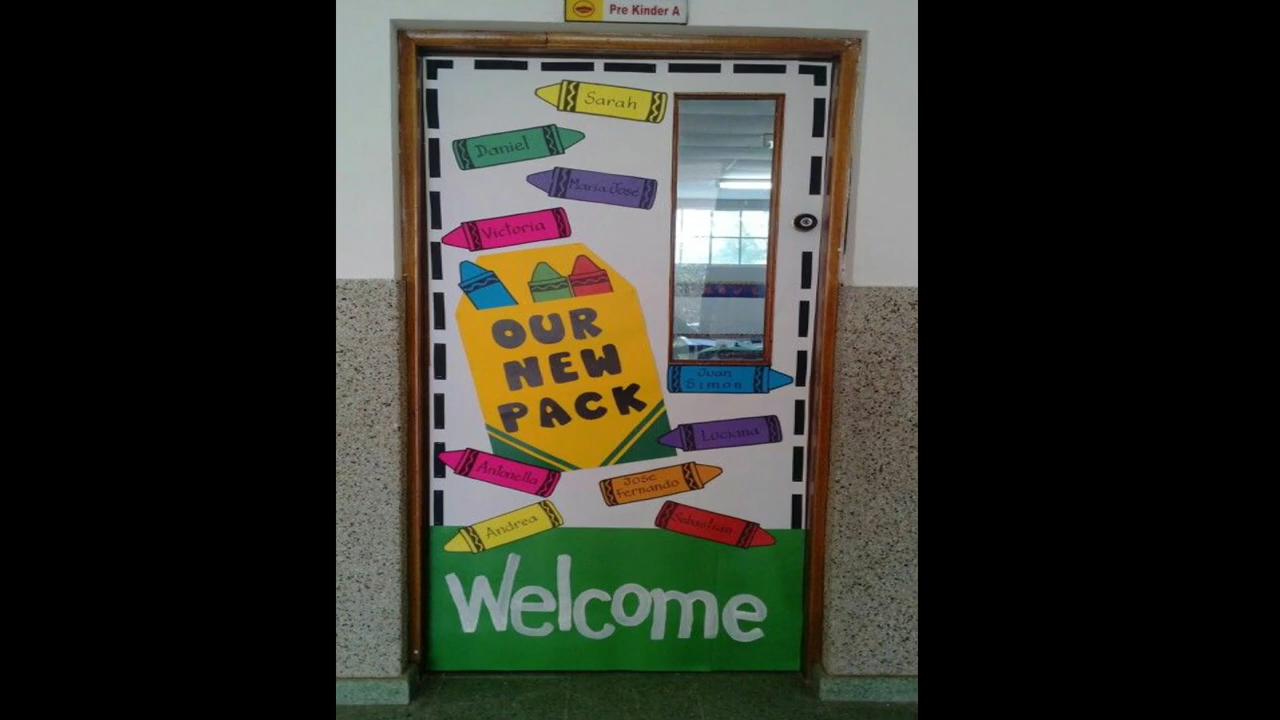 Pre Kinder A
Sarah
Daniel
Maria José
Victoria
OUR
NEW
PACK
Juan
Simon
Luciana
Antonella
Jose
Fernando
Andrea
Sebastian
Welcome